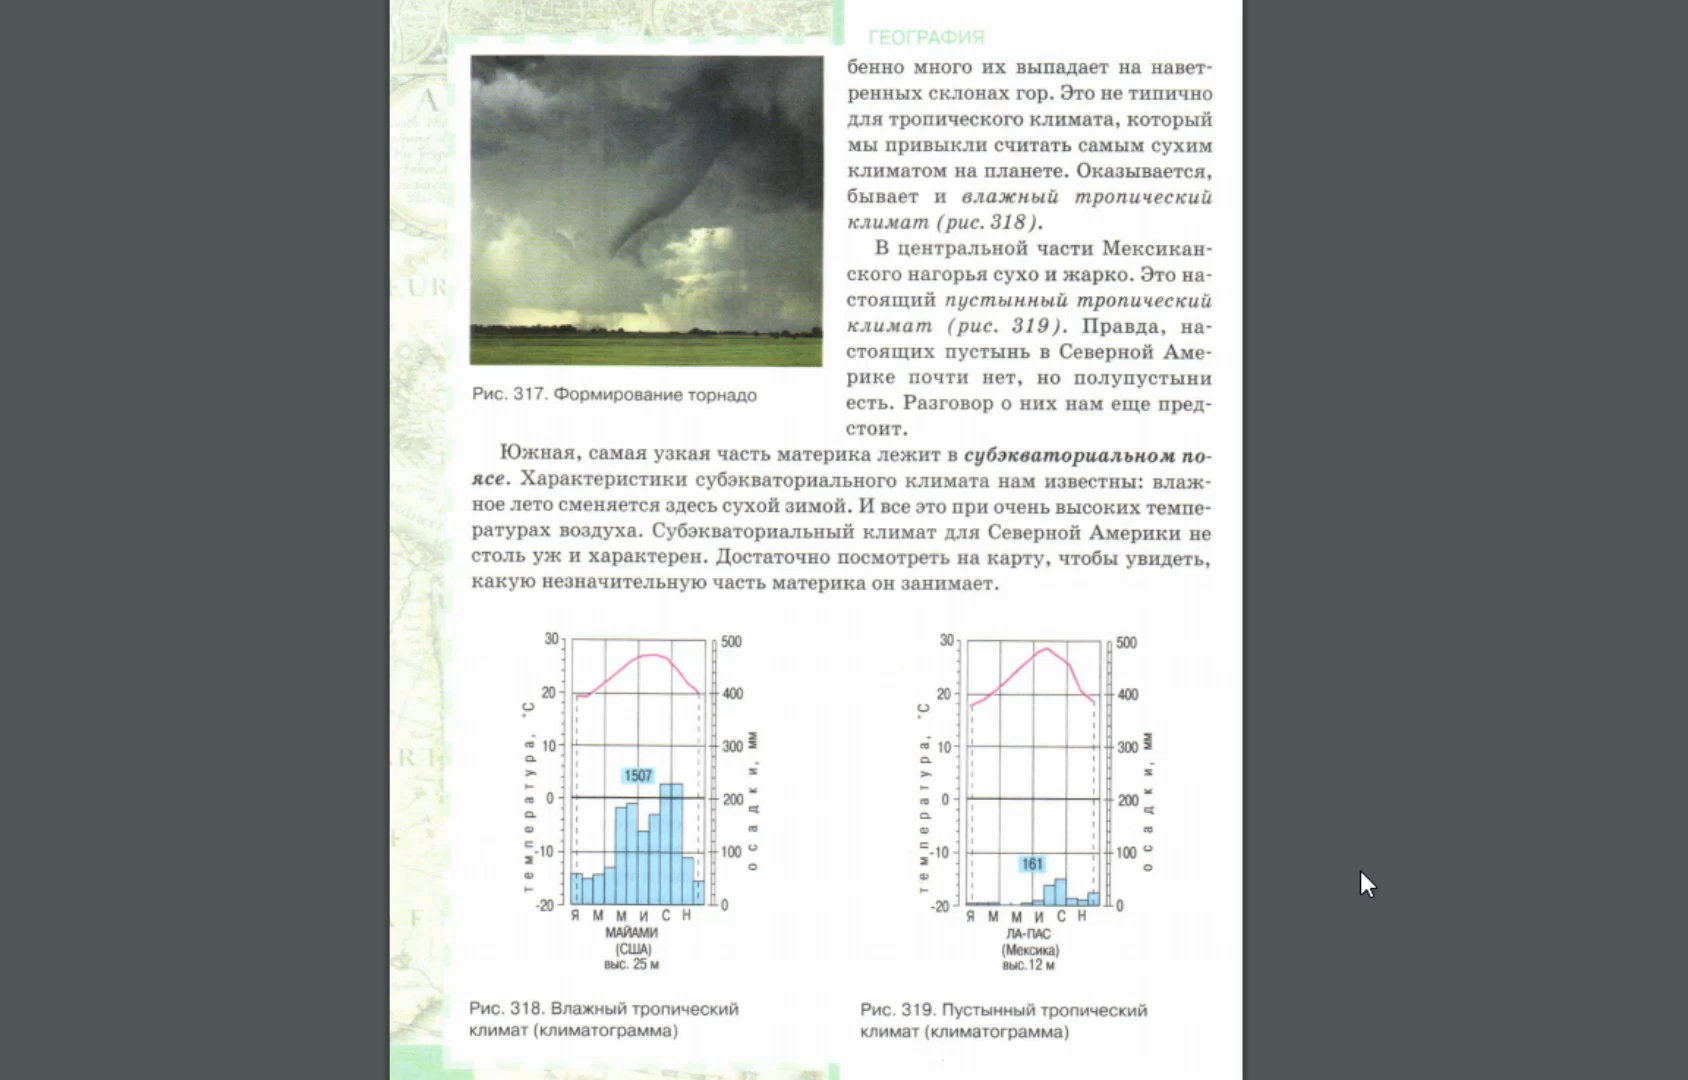 ГЕОГРАФИЯ
бенно много их выпадает на навет-
ренных склонах гор. Это не типично
для тропического климата, который
мы привыкли считать самым сухим
климатом на планете. Оказывается,
бывает и влажный тропический
климат (рис. 318).
В центральной части Мексикан-
ского нагорья сухо и жарко. Это на-
стоящий пустынный тропический
климат (рис. 319). Правда, на-
стоящих пустынь в Северной Аме-
рике почти нет, но полупустыни
есть. Разговор о них нам еще пред-
стоит.
Рис. 317. Формирование торнадо
Южная, самая узкая часть материка лежит в субэкваториальном по-
ясе. Характеристики субэкваториального климата нам известны: влаж-
ное лето сменяется здесь сухой зимой. И все это при очень высоких темпе-
ратурах воздуха. Субэкваториальный климат для Северной Америки не
столь уж и характерен. Достаточно посмотреть на карту, чтобы увидеть,
какую незначительную часть материка он занимает.
температура, °C
30
20
10
0
-10
-20
1507
500
400
300
200
100
0
осадки, мм
Я М М И С Н
МАЙАМИ
(США)
выс. 25 м
Рис. 318. Влажный тропический
климат (климатограмма)
температура, °C
30
20
10
0
-10
-20
161
500
400
300
200
100
0
осадки, мм
Я М М И С Н
ЛА-ПАС
(Мексика)
выс.12 м
Рис. 319. Пустынный тропический
климат (климатограмма)